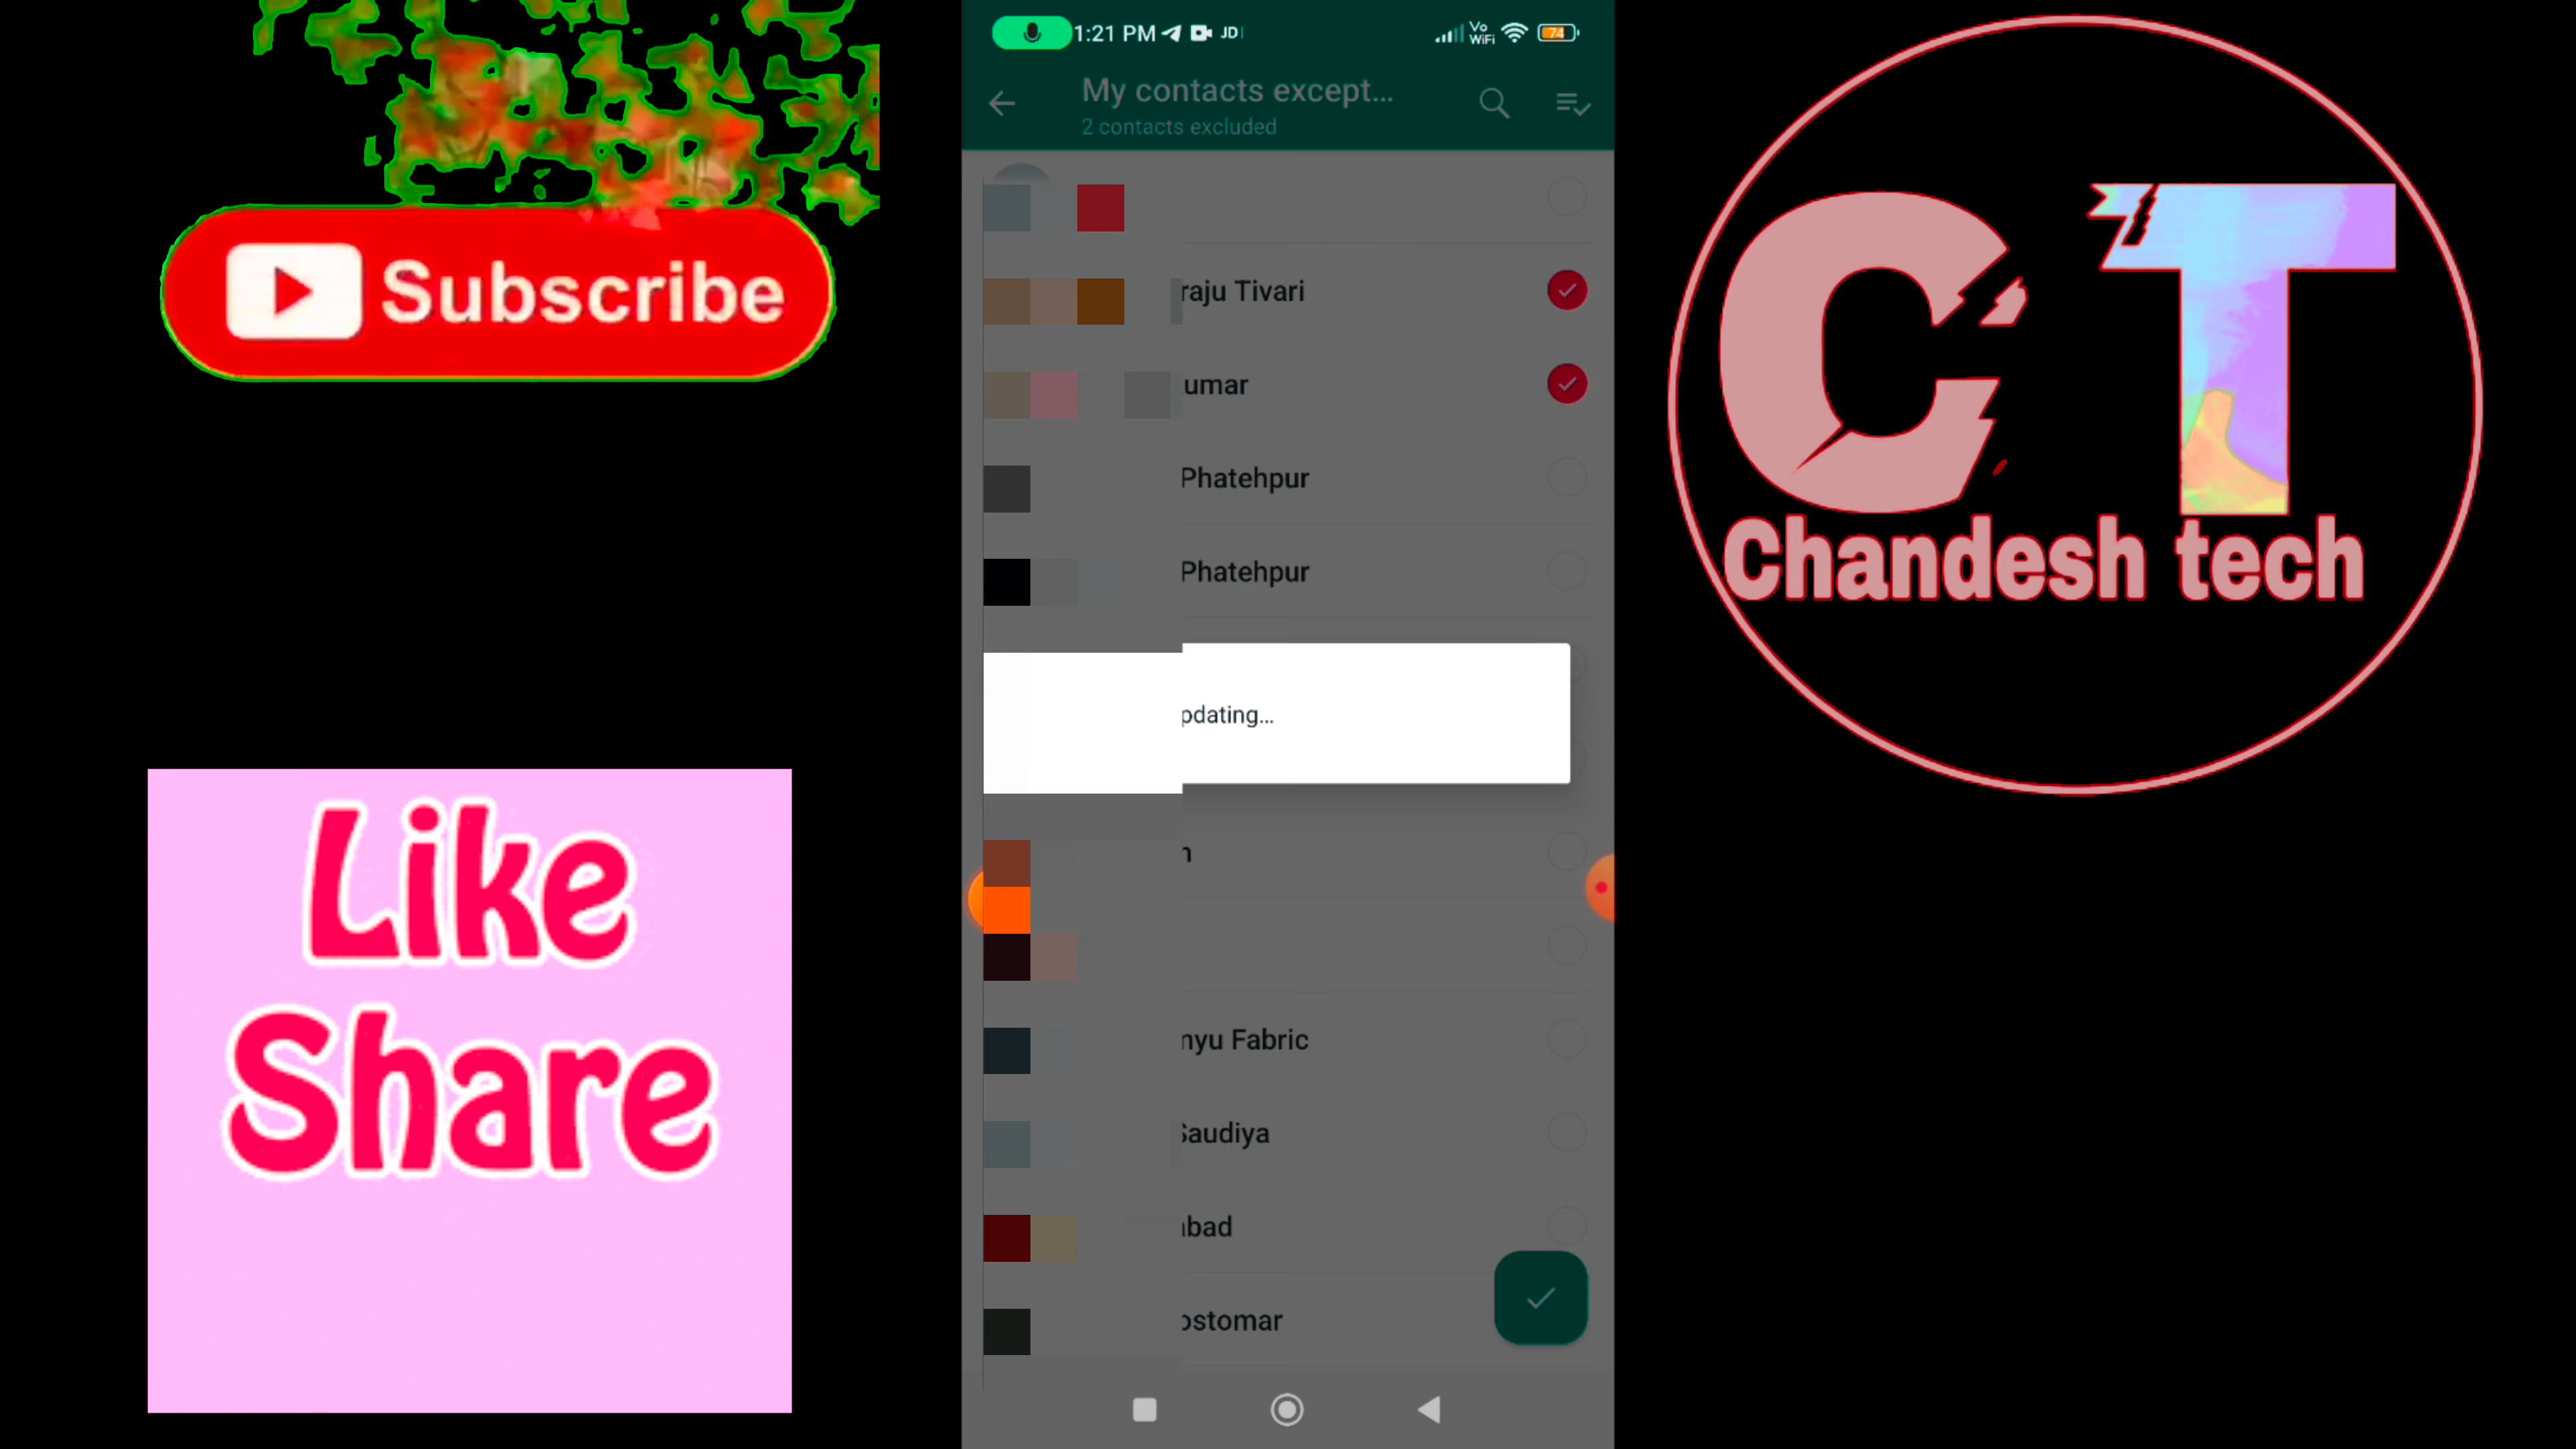 Subscribe
1:21 PM
JD
Vo
WiFi
74
My contacts except...
2 contacts excluded
raju Tivari
umar
Phatehpur
Phatehpur
pdating...
n
nyu Fabric
Saudiya
abad
ostomar
Like
Share
CT
Chandesh tech